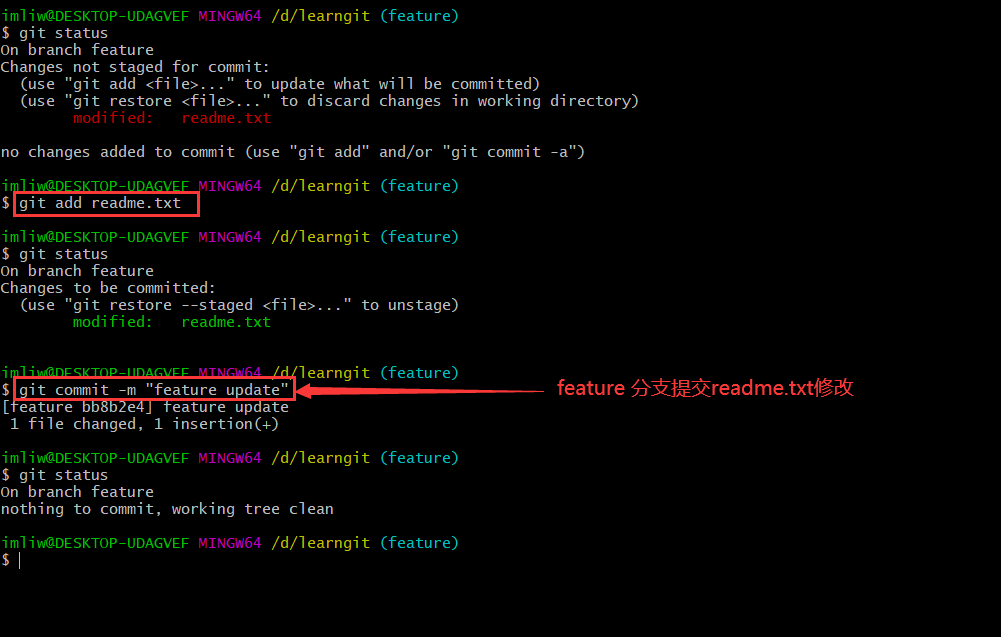 imliw@DESKTOP-UDAGVEF MINGW64 /d/learngit (feature)
$ git status
On branch feature
Changes not staged for commit:
  (use "git add <file>..." to update what will be committed)
  (use "git restore <file>..." to discard changes in working directory)
        modified:   readme.txt
no changes added to commit (use "git add" and/or "git commit -a")
imliw@DESKTOP-UDAGVEF MINGW64 /d/learngit (feature)
$ git add readme.txt
imliw@DESKTOP-UDAGVEF MINGW64 /d/learngit (feature)
$ git status
On branch feature
Changes to be committed:
  (use "git restore --staged <file>..." to unstage)
        modified:   readme.txt
imliw@DESKTOP-UDAGVEF MINGW64 /d/learngit (feature)
$ git commit -m "feature update"
feature 分支提交readme.txt修改
[feature bb8b2e4] feature update
 1 file changed, 1 insertion(+)
imliw@DESKTOP-UDAGVEF MINGW64 /d/learngit (feature)
$ git status
On branch feature
nothing to commit, working tree clean
imliw@DESKTOP-UDAGVEF MINGW64 /d/learngit (feature)
$